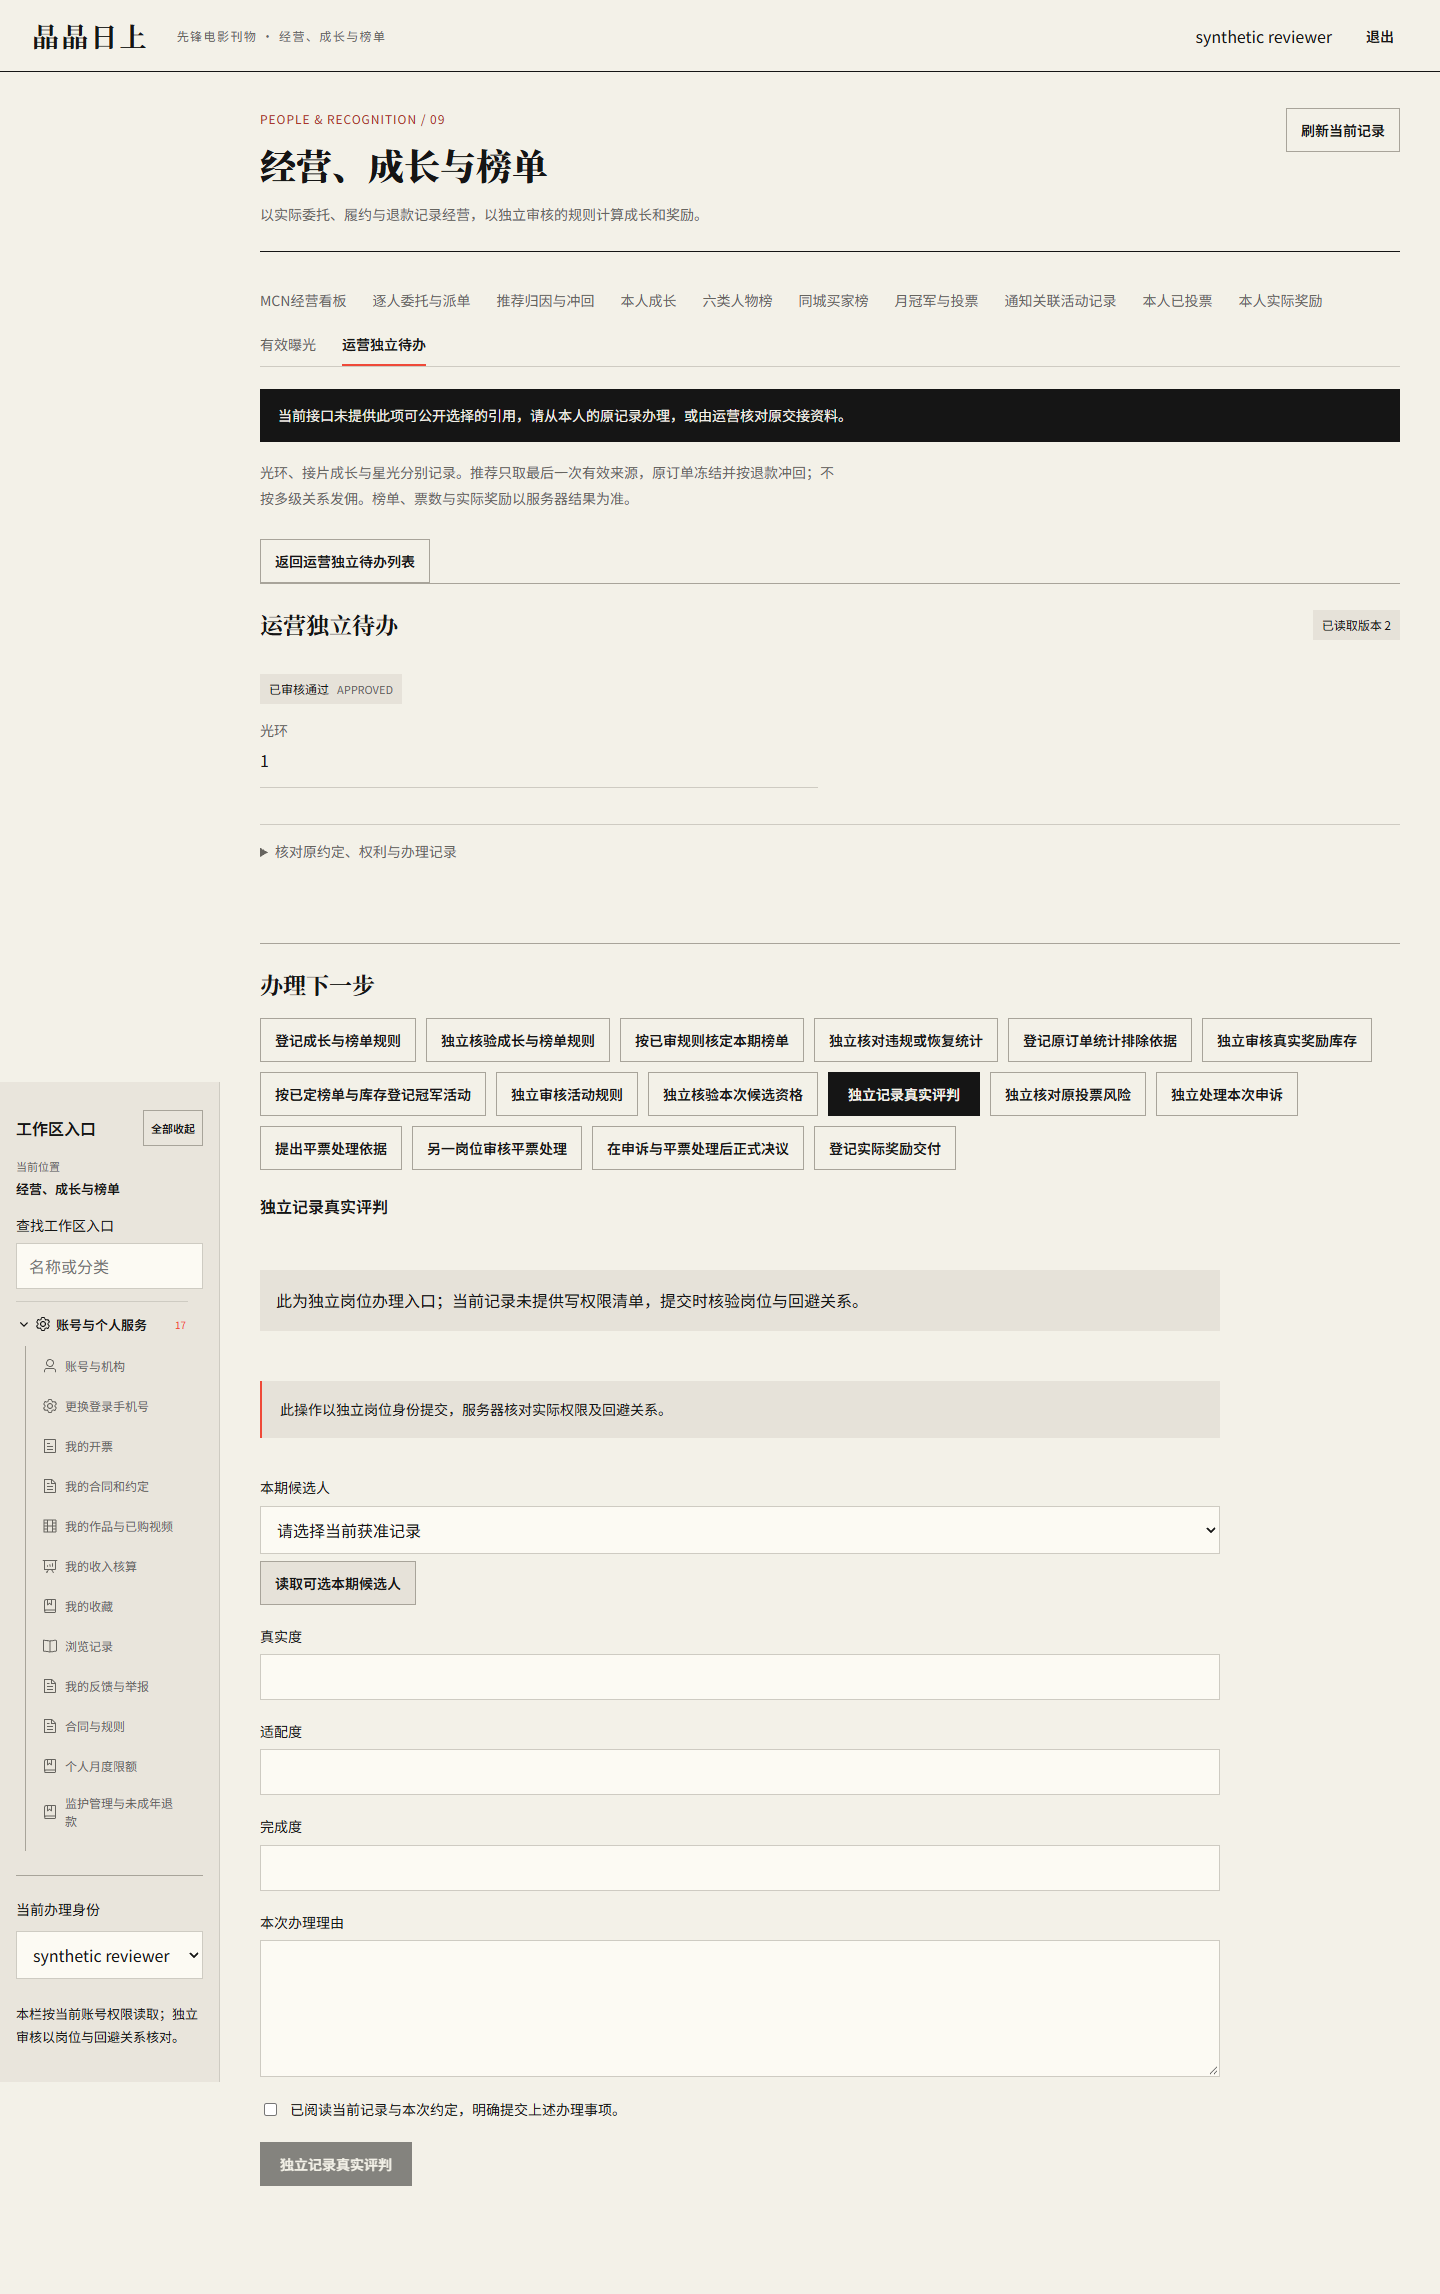 晶晶日上
先锋电影刊物 · 经营、成长与榜单
synthetic reviewer
退出
PEOPLE & RECOGNITION / 09
刷新当前记录
经营、成长与榜单
以实际委托、履约与退款记录经营，以独立审核的规则计算成长和奖励。
MCN经营看板 逐人委托与派单 推荐归因与冲回 本人成长 六类人物榜 同城买家榜 月冠军与投票 通知关联活动记录 本人已投票 本人实际奖励
有效曝光 运营独立待办
当前接口未提供此项可公开选择的引用，请从本人的原记录办理，或由运营核对原交接资料。
光环、接片成长与星光分别记录。推荐只取最后一次有效来源，原订单冻结并按退款冲回；不
按多级关系发佣。榜单、票数与实际奖励以服务器结果为准。
返回运营独立待办列表
运营独立待办
已读取版本 2
已审核通过 APPROVED
光环
1
核对原约定、权利与办理记录
办理下一步
登记成长与榜单规则 独立核验成长与榜单规则 按已审规则核定本期榜单 独立核对违规或恢复统计 登记原订单统计排除依据 独立审核真实奖励库存
按已定榜单与库存登记冠军活动 独立审核活动规则 独立核验本次候选资格 独立记录真实评判 独立核对原投票风险 独立处理本次申诉
提出平票处理依据 另一岗位审核平票处理 在申诉与平票处理后正式决议 登记实际奖励交付
独立记录真实评判
此为独立岗位办理入口；当前记录未提供写权限清单，提交时核验岗位与回避关系。
此操作以独立岗位身份提交，服务器核对实际权限及回避关系。
本期候选人
请选择当前获准记录
读取可选本期候选人
真实度
适配度
完成度
本次办理理由
已阅读当前记录与本次约定，明确提交上述办理事项。
独立记录真实评判
工作区入口
全部收起
当前位置
经营、成长与榜单
查找工作区入口
名称或分类
账号与个人服务 17
账号与机构
更换登录手机号
我的开票
我的合同和约定
我的作品与已购视频
我的收入核算
我的收藏
浏览记录
我的反馈与举报
合同与规则
个人月度限额
监护管理与未成年退
款
当前办理身份
synthetic reviewer
本栏按当前账号权限读取；独立
审核以岗位与回避关系核对。